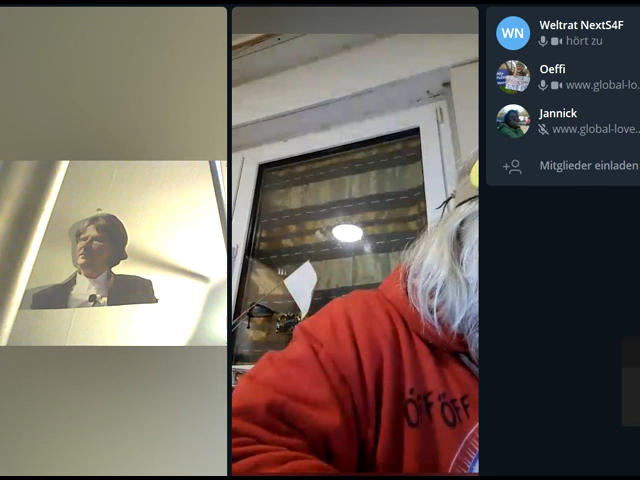 WN
Weltrat NextS4F
hört zu
Oeffi
www.global-lo.
Jannick
www.global-love..
Mitglieder einladen
ÖFF ÖFF